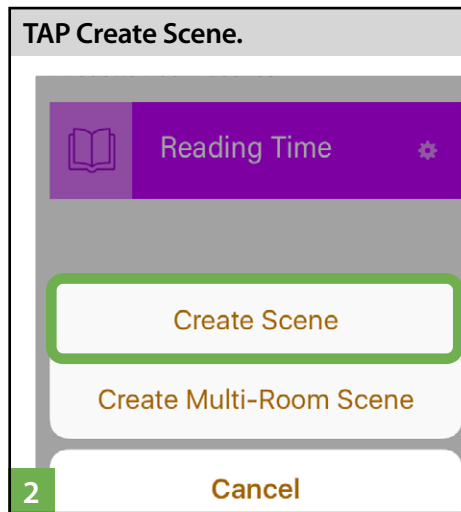 TAP Create Scene.
Reading Time
Create Scene
Create Multi-Room Scene
2
Cancel